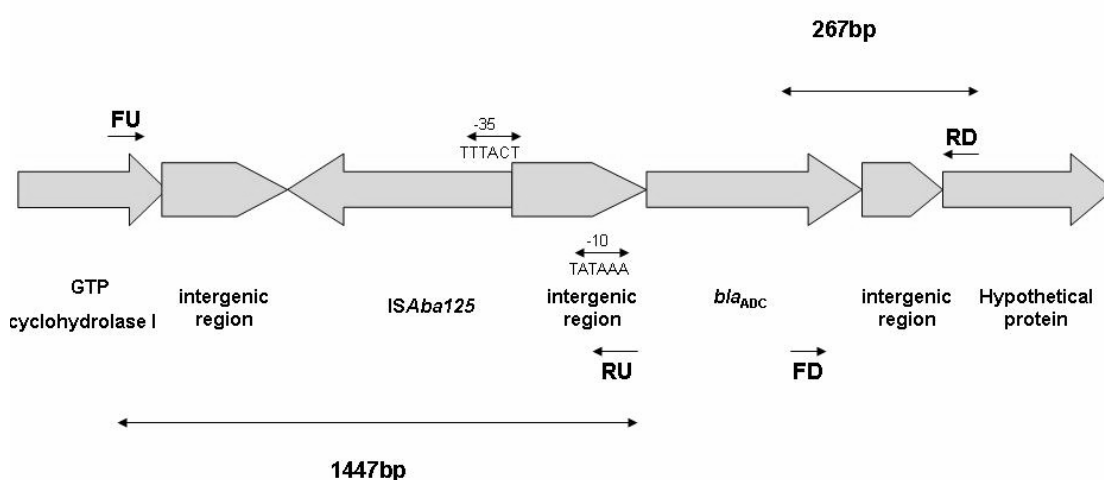 267bp
FU
-35
TTTACT
RD
-10
TATAAA
GTP
cyclohydrolase I
intergenic
region
ISAba125
intergenic
region
blaADC
intergenic
region
Hypothetical
protein
RU
FD
1447bp